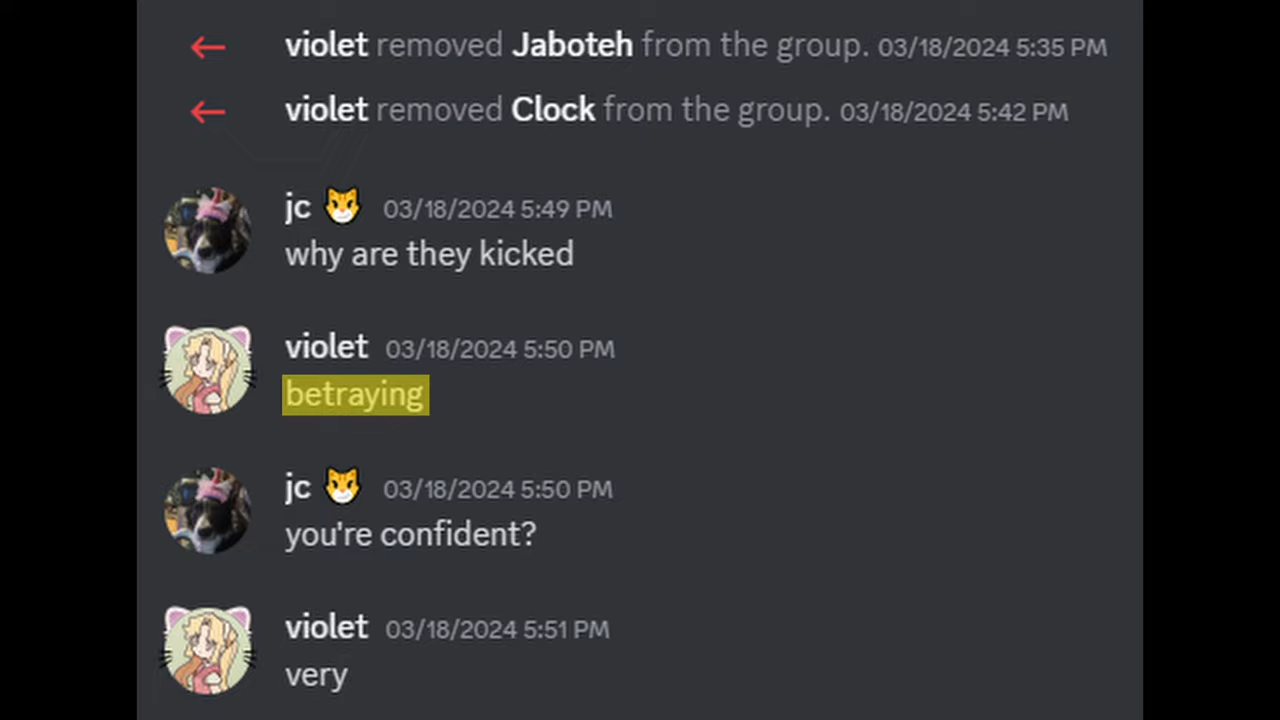 violet removed Jaboteh from the group. 03/18/2024 5:35 PM
violet removed Clock from the group. 03/18/2024 5:42 PM
jc 🐯 03/18/2024 5:49 PM
why are they kicked
violet 03/18/2024 5:50 PM
betraying
jc 🐯 03/18/2024 5:50 PM
you're confident?
violet 03/18/2024 5:51 PM
very